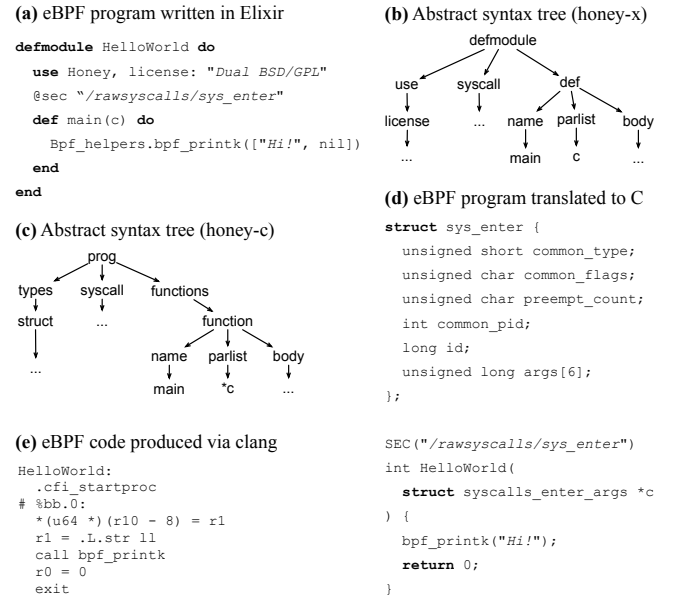 (a) eBPF program written in Elixir
defmodule HelloWorld do
  use Honey, license: "Dual BSD/GPL"
  @sec “/rawsyscalls/sys_enter"
  def main(c) do
    Bpf_helpers.bpf_printk(["Hi!", nil])
  end
end
(b) Abstract syntax tree (honey-x)
defmodule
use syscall def
license ... name parlist body
... main c ...
(c) Abstract syntax tree (honey-c)
prog
types syscall functions
struct ... function
... name parlist body
main *c ...
(d) eBPF program translated to C
struct sys_enter {
  unsigned short common_type;
  unsigned char common_flags;
  unsigned char preempt_count;
  int common_pid;
  long id;
  unsigned long args[6];
};
SEC("/rawsyscalls/sys_enter")
int HelloWorld(
  struct syscalls_enter_args *c
) {
  bpf_printk("Hi!");
  return 0;
}
(e) eBPF code produced via clang
HelloWorld:
  .cfi_startproc
# %bb.0:
  *(u64 *)(r10 - 8) = r1
  r1 = .L.str ll
  call bpf_printk
  r0 = 0
  exit